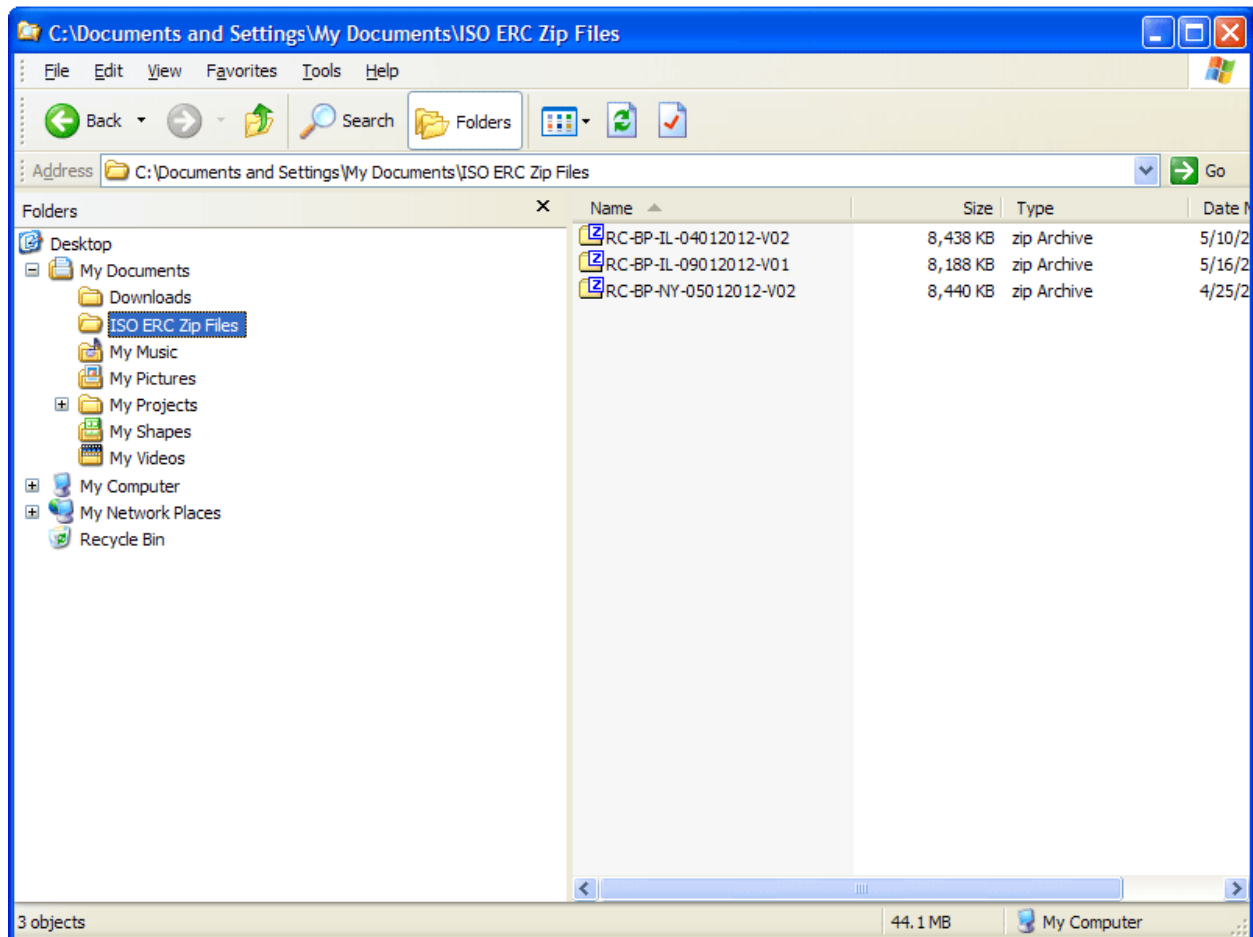 C:\Documents and Settings\My Documents\ISO ERC Zip Files
File Edit View Favorites Tools Help
Back Search Folders
Address C:\Documents and Settings\My Documents\ISO ERC Zip Files Go
Folders
Desktop
My Documents
Downloads
ISO ERC Zip Files
My Music
My Pictures
My Projects
My Shapes
My Videos
My Computer
My Network Places
Recycle Bin
Name Size Type Date
RC-BP-IL-04012012-V02 8,438 KB zip Archive 5/10/2
RC-BP-IL-09012012-V01 8,188 KB zip Archive 5/16/2
RC-BP-NY-05012012-V02 8,440 KB zip Archive 4/25/2
3 objects 44.1 MB My Computer